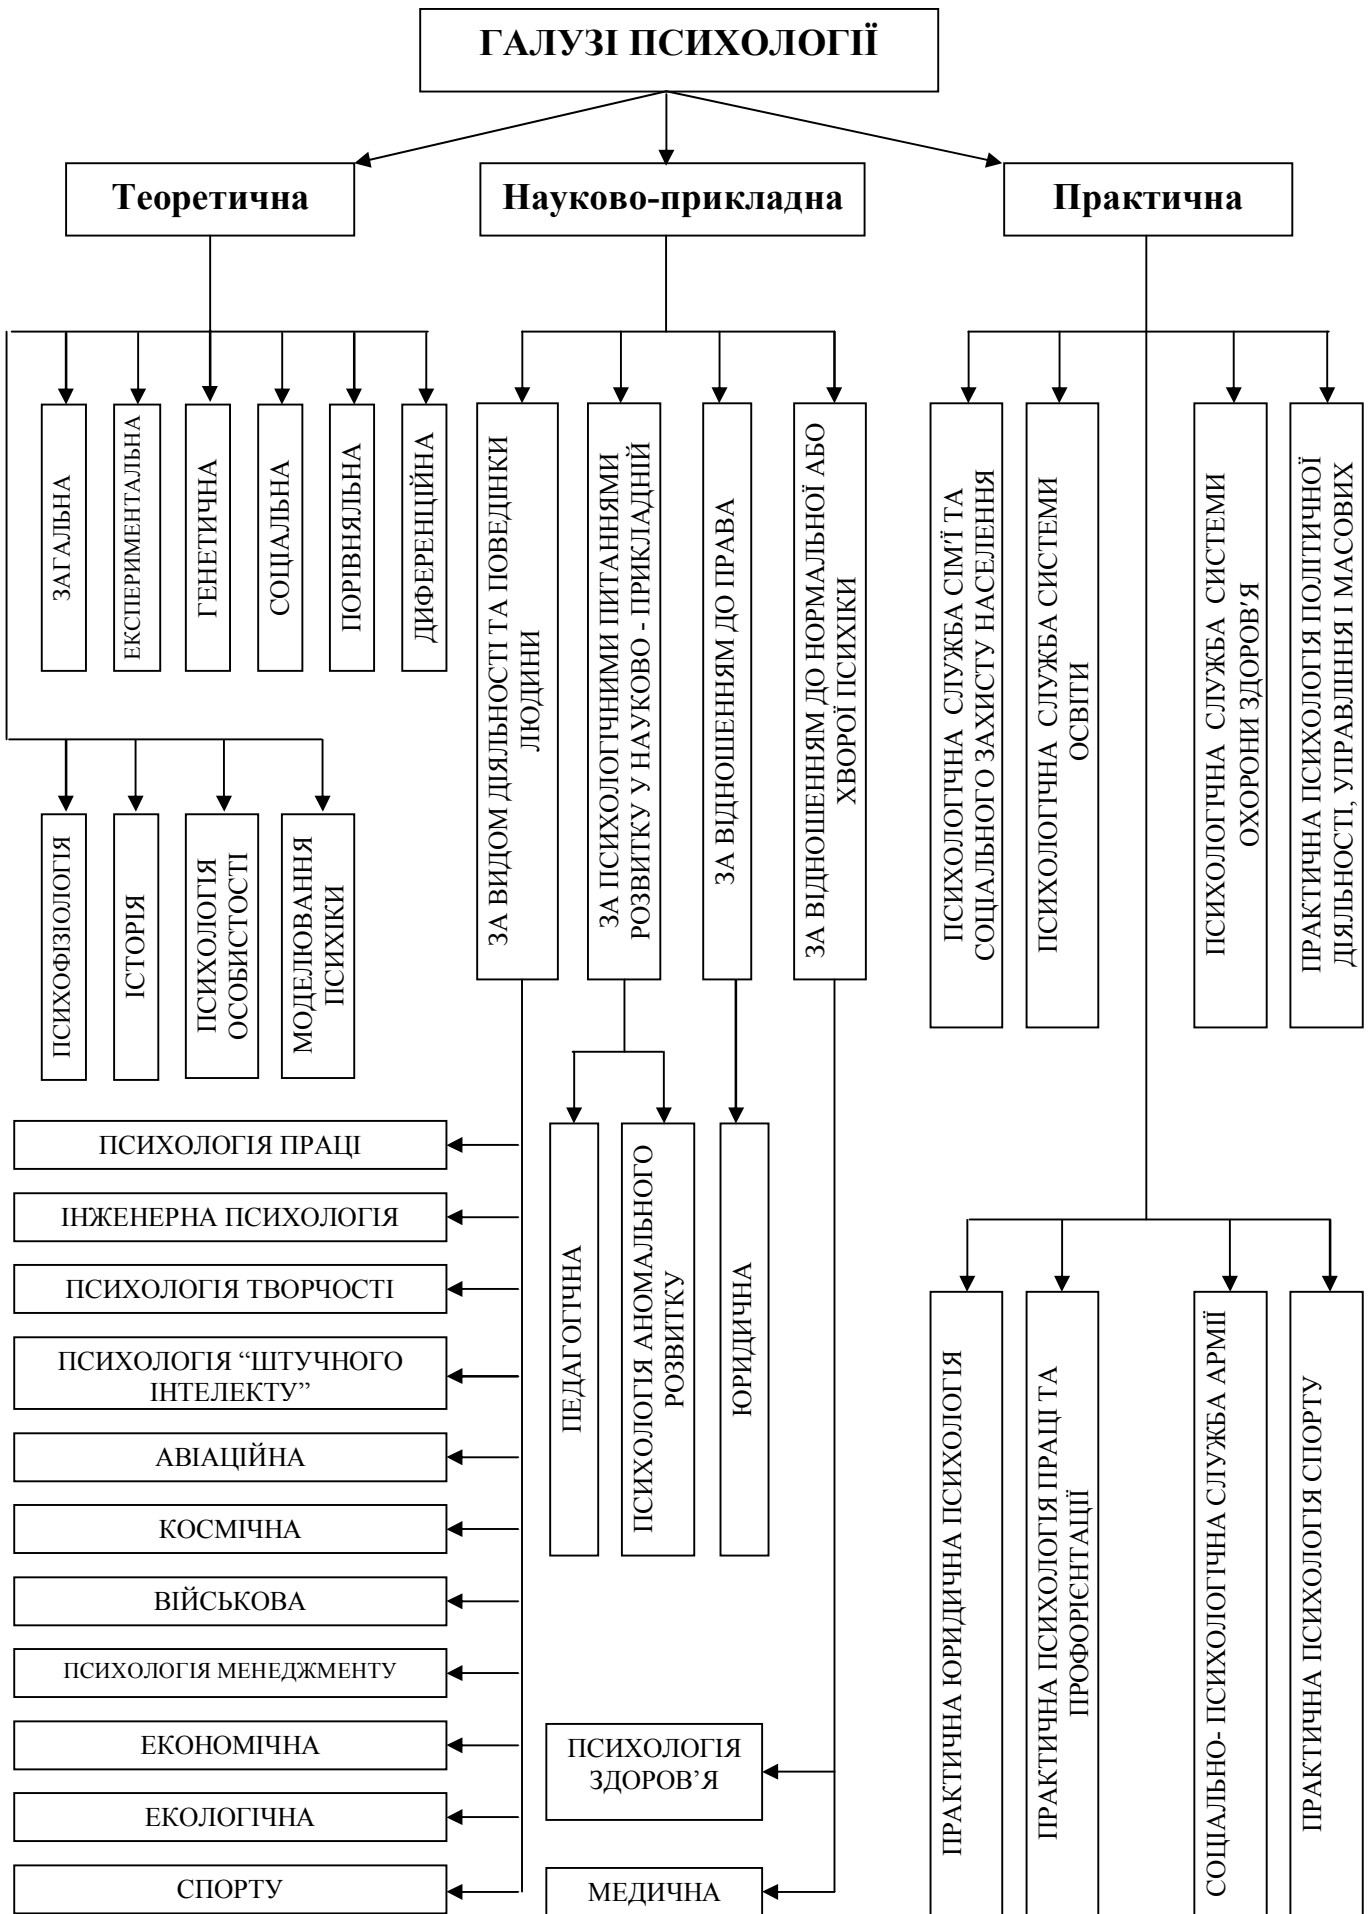 ГАЛУЗІ ПСИХОЛОГІЇ
Теоретична
Науково-прикладна
Практична
ЗАГАЛЬНА
ЕКСПЕРИМЕНТАЛЬНА
ГЕНЕТИЧНА
СОЦІАЛЬНА
ПОРІВНЯЛЬНА
ДИФЕРЕНЦІЙНА
ПСИХОФІЗІОЛОГІЯ
ІСТОРІЯ
ПСИХОЛОГІЯ
ОСОБИСТОСТІ
МОДЕЛЮВАННЯ
ПСИХІКИ
ЗА ВИДОМ ДІЯЛЬНОСТІ ТА ПОВЕДІНКИ
ЛЮДИНИ
ЗА ПСИХОЛОГІЧНИМИ ПИТАННЯМИ
РОЗВИТКУ У НАУКОВО - ПРИКЛАДНІЙ
ЗА ВІДНОШЕННЯМ ДО ПРАВА
ЗА ВІДНОШЕННЯМ ДО НОРМАЛЬНОЇ АБО
ХВОРОЇ ПСИХІКИ
ПСИХОЛОГІЧНА СЛУЖБА СІМ'Ї ТА
СОЦІАЛЬНОГО ЗАХИСТУ НАСЕЛЕННЯ
ПСИХОЛОГІЧНА СЛУЖБА СИСТЕМИ
ОСВІТИ
ПСИХОЛОГІЧНА СЛУЖБА СИСТЕМИ
ОХОРОНИ ЗДОРОВ'Я
ПРАКТИЧНА ПСИХОЛОГІЯ ПОЛІТИЧНОЇ
ДІЯЛЬНОСТІ, УПРАВЛІННЯ І МАСОВИХ
ПСИХОЛОГІЯ ПРАЦІ
ІНЖЕНЕРНА ПСИХОЛОГІЯ
ПСИХОЛОГІЯ ТВОРЧОСТІ
ПСИХОЛОГІЯ “ШТУЧНОГО
ІНТЕЛЕКТУ”
АВІАЦІЙНА
КОСМІЧНА
ВІЙСЬКОВА
ПСИХОЛОГІЯ МЕНЕДЖМЕНТУ
ЕКОНОМІЧНА
ЕКОЛОГІЧНА
СПОРТУ
ПЕДАГОГІЧНА
ПСИХОЛОГІЯ АНОМАЛЬНОГО
РОЗВИТКУ
ЮРИДИЧНА
ПСИХОЛОГІЯ
ЗДОРОВ’Я
МЕДИЧНА
ПРАКТИЧНА ЮРИДИЧНА ПСИХОЛОГІЯ
ПРАКТИЧНА ПСИХОЛОГІЯ ПРАЦІ ТА
ПРОФОРІЄНТАЦІЇ
СОЦІАЛЬНО- ПСИХОЛОГІЧНА СЛУЖБА АРМІЇ
ПРАКТИЧНА ПСИХОЛОГІЯ СПОРТУ